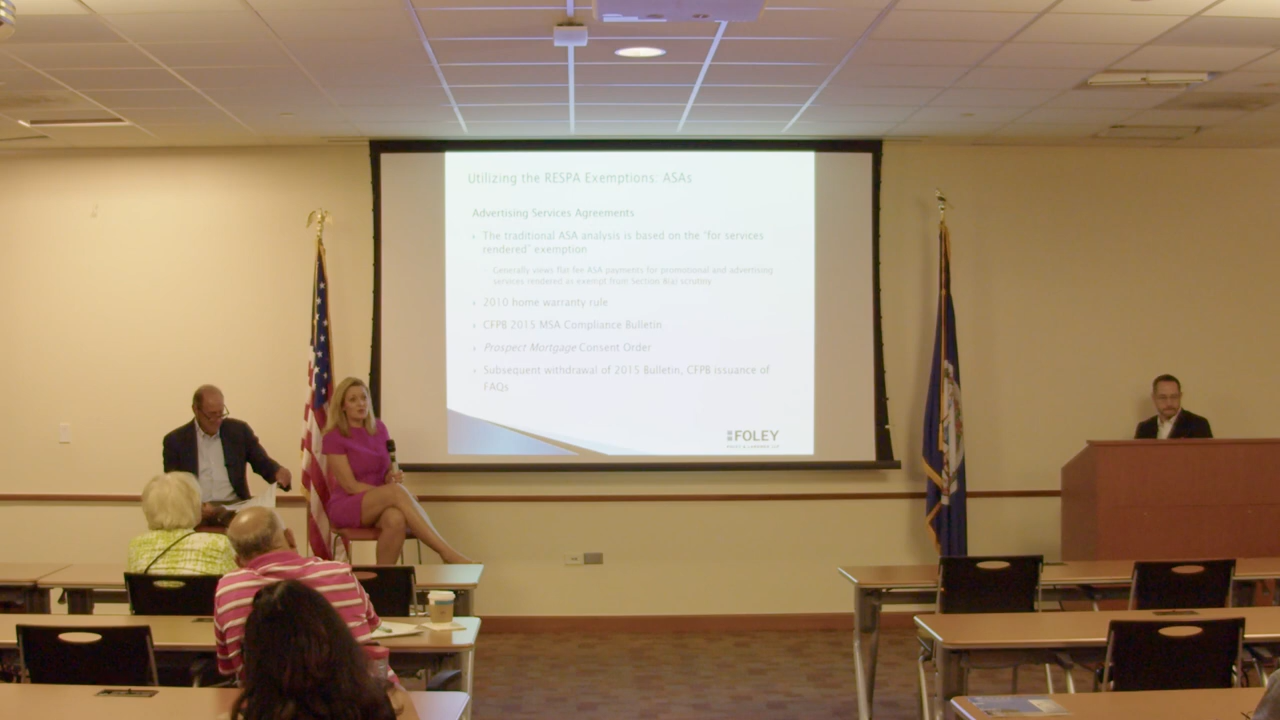 Utilizing the RESPA Exemptions: ASAs
Advertising Services Agreements
The traditional ASA analysis is based on the "for services
rendered" exemption
Generally views flat fee ASA payments for promotional and advertising
services rendered as exempt from Section 8(a) scrutiny
2010 home warranty rule
CFPB 2015 MSA Compliance Bulletin
Prospect Mortgage Consent Order
Subsequent withdrawal of 2015 Bulletin, CFPB issuance of
FAQs
FOLEY
FOLEY & LARDNER LLP